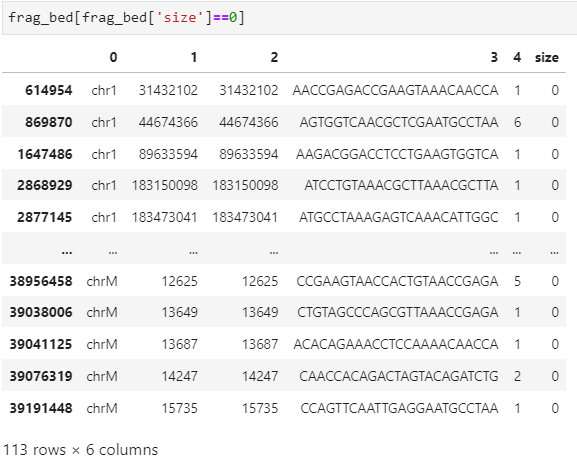 frag_bed[frag_bed['size']==0]
0 1 2 3 4 size
614954 chr1 31432102 31432102 AACCGAGACCGAAGTAAACAACCA 1 0
869870 chr1 44674366 44674366 AGTGGTCAACGCTCGAATGCCTAA 6 0
1647486 chr1 89633594 89633594 AAGACGGACCTCCTGAAGTGGTCA 1 0
2868929 chr1 183150098 183150098 ATCCTGTAAACGCTTAAACGCTTA 1 0
2877145 chr1 183473041 183473041 ATGCCTAAAGAGTCAAACATTGGC 1 0
... ... ... ... ... ... ...
38956458 chrM 12625 12625 CCGAAGTAACCACTGTAACCGAGA 5 0
39038006 chrM 13649 13649 CTGTAGCCCAGCGTTAAACCGAGA 1 0
39041125 chrM 13687 13687 ACACAGAAACCTCCAAAACAACCA 1 0
39076319 chrM 14247 14247 CAACCACAGACTAGTACAGATCTG 2 0
39191448 chrM 15735 15735 CCAGTTCAATTGAGGAATGCCTAA 1 0
113 rows × 6 columns